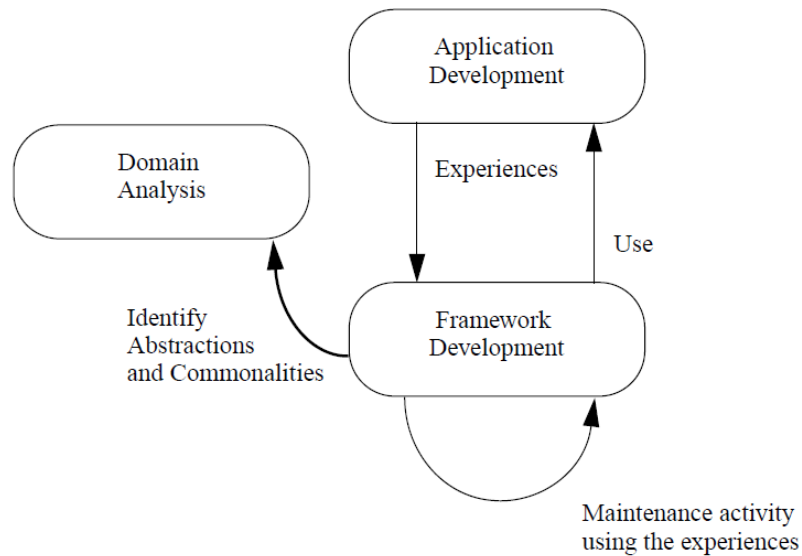 Application
Development
Domain
Analysis
Experiences
Use
Identify
Abstractions
and Commonalities
Framework
Development
Maintenance activity
using the experiences